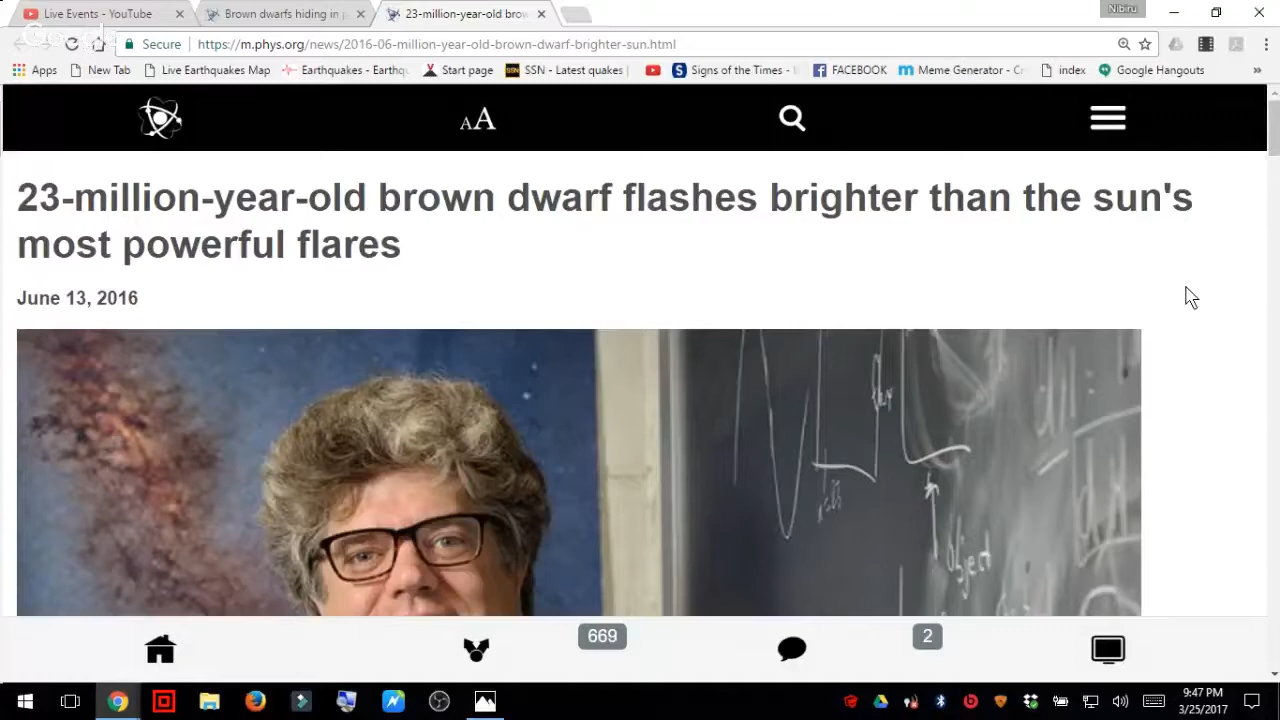 Live Events - YouTube
Brown dwarfs hiding in p
23-million-year-old brow
Nibiru
Google
Secure
https://m.phys.org/news/2016-06-million-year-old-brown-dwarf-brighter-sun.html
Apps
New Tab
Live Earthquakes Map
Earthquakes - Earthqu
Start page
SSN
SSN - Latest quakes |
Signs of the Times -
FACEBOOK
Meme Generator - Cr
index
Google Hangouts
»
AA
23-million-year-old brown dwarf flashes brighter than the sun's
most powerful flares
June 13, 2016
object
669
2
9:47 PM
3/25/2017